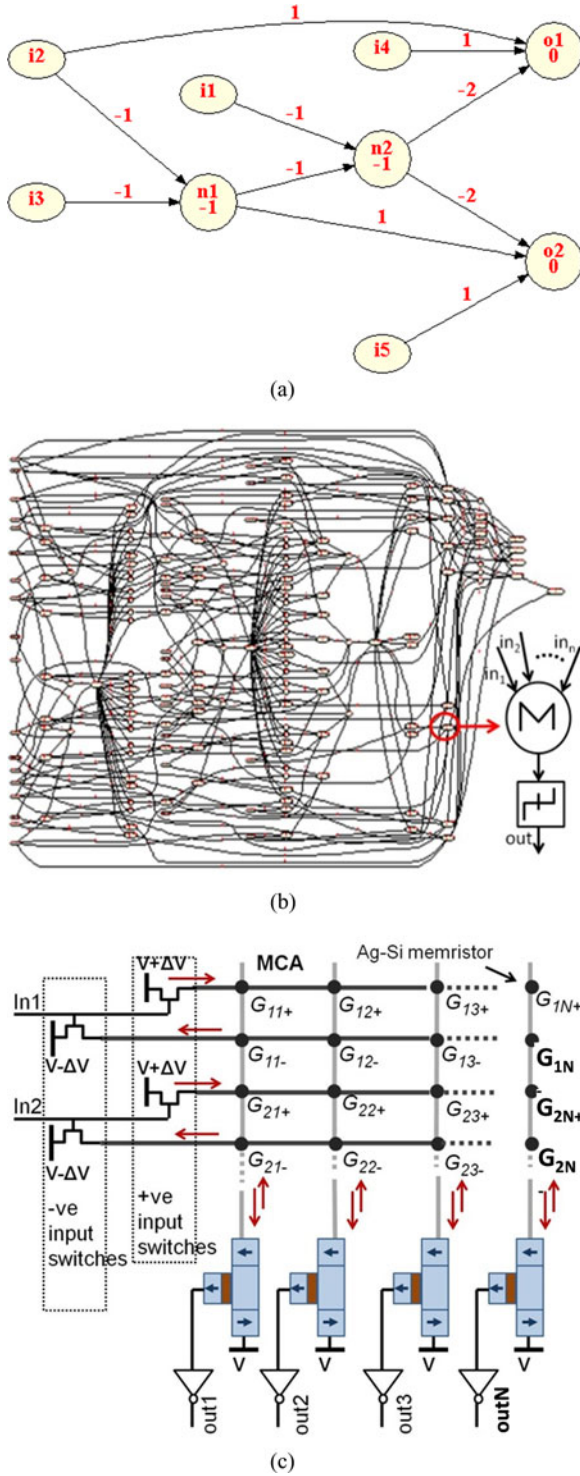 1
i2
i4
1
o1
0
i1
-1
-1
-2
n2
-1
i3
-1
n1
-1
-1
-2
1
o2
0
1
i5
(a)
in1
in2
inn
M
out
(b)
V+ΔV
MCA
Ag-Si memristor
In1
G11+
G12+
G13+
G1N+
V-ΔV
V+ΔV
G11-
G12-
G13-
G1N
In2
G21+
G22+
G23+
G2N+
V-ΔV
G21-
G22-
G23-
G2N
-
-ve
input
switches
+ve
input
switches
V
V
V
V
out1
out2
out3
outN
(c)